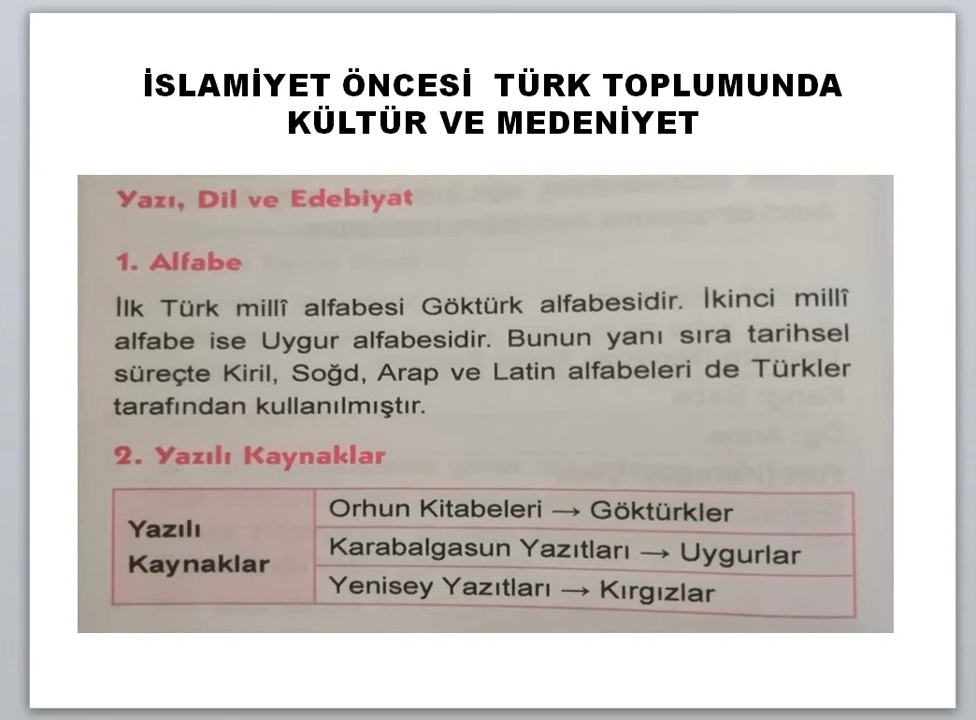 İSLAMİYET ÖNCESİ TÜRK TOPLUMUNDA
KÜLTÜR VE MEDENİYET
Yazı, Dil ve Edebiyat
1. Alfabe
İlk Türk millî alfabesi Göktürk alfabesidir. İkinci millî
alfabe ise Uygur alfabesidir. Bunun yanı sıra tarihsel
süreçte Kiril, Soğd, Arap ve Latin alfabeleri de Türkler
tarafından kullanılmıştır.
2. Yazılı Kaynaklar
Yazılı
Kaynaklar
Orhun Kitabeleri → Göktürkler
Karabalgasun Yazıtları → Uygurlar
Yenisey Yazıtları → Kırgızlar